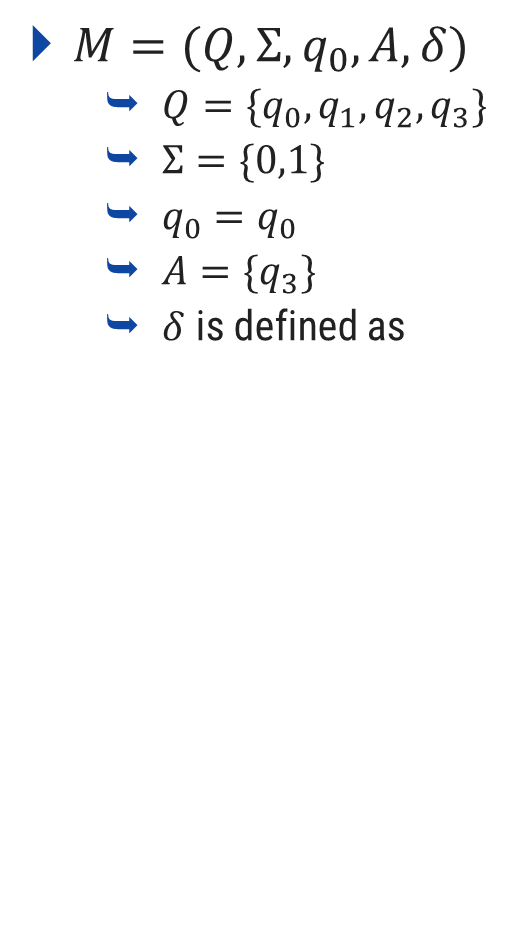 M = (Q, Σ, q₀, A, δ)
Q = {q₀, q₁, q₂, q₃}
Σ = {0,1}
q₀ = q₀
A = {q₃}
δ is defined as